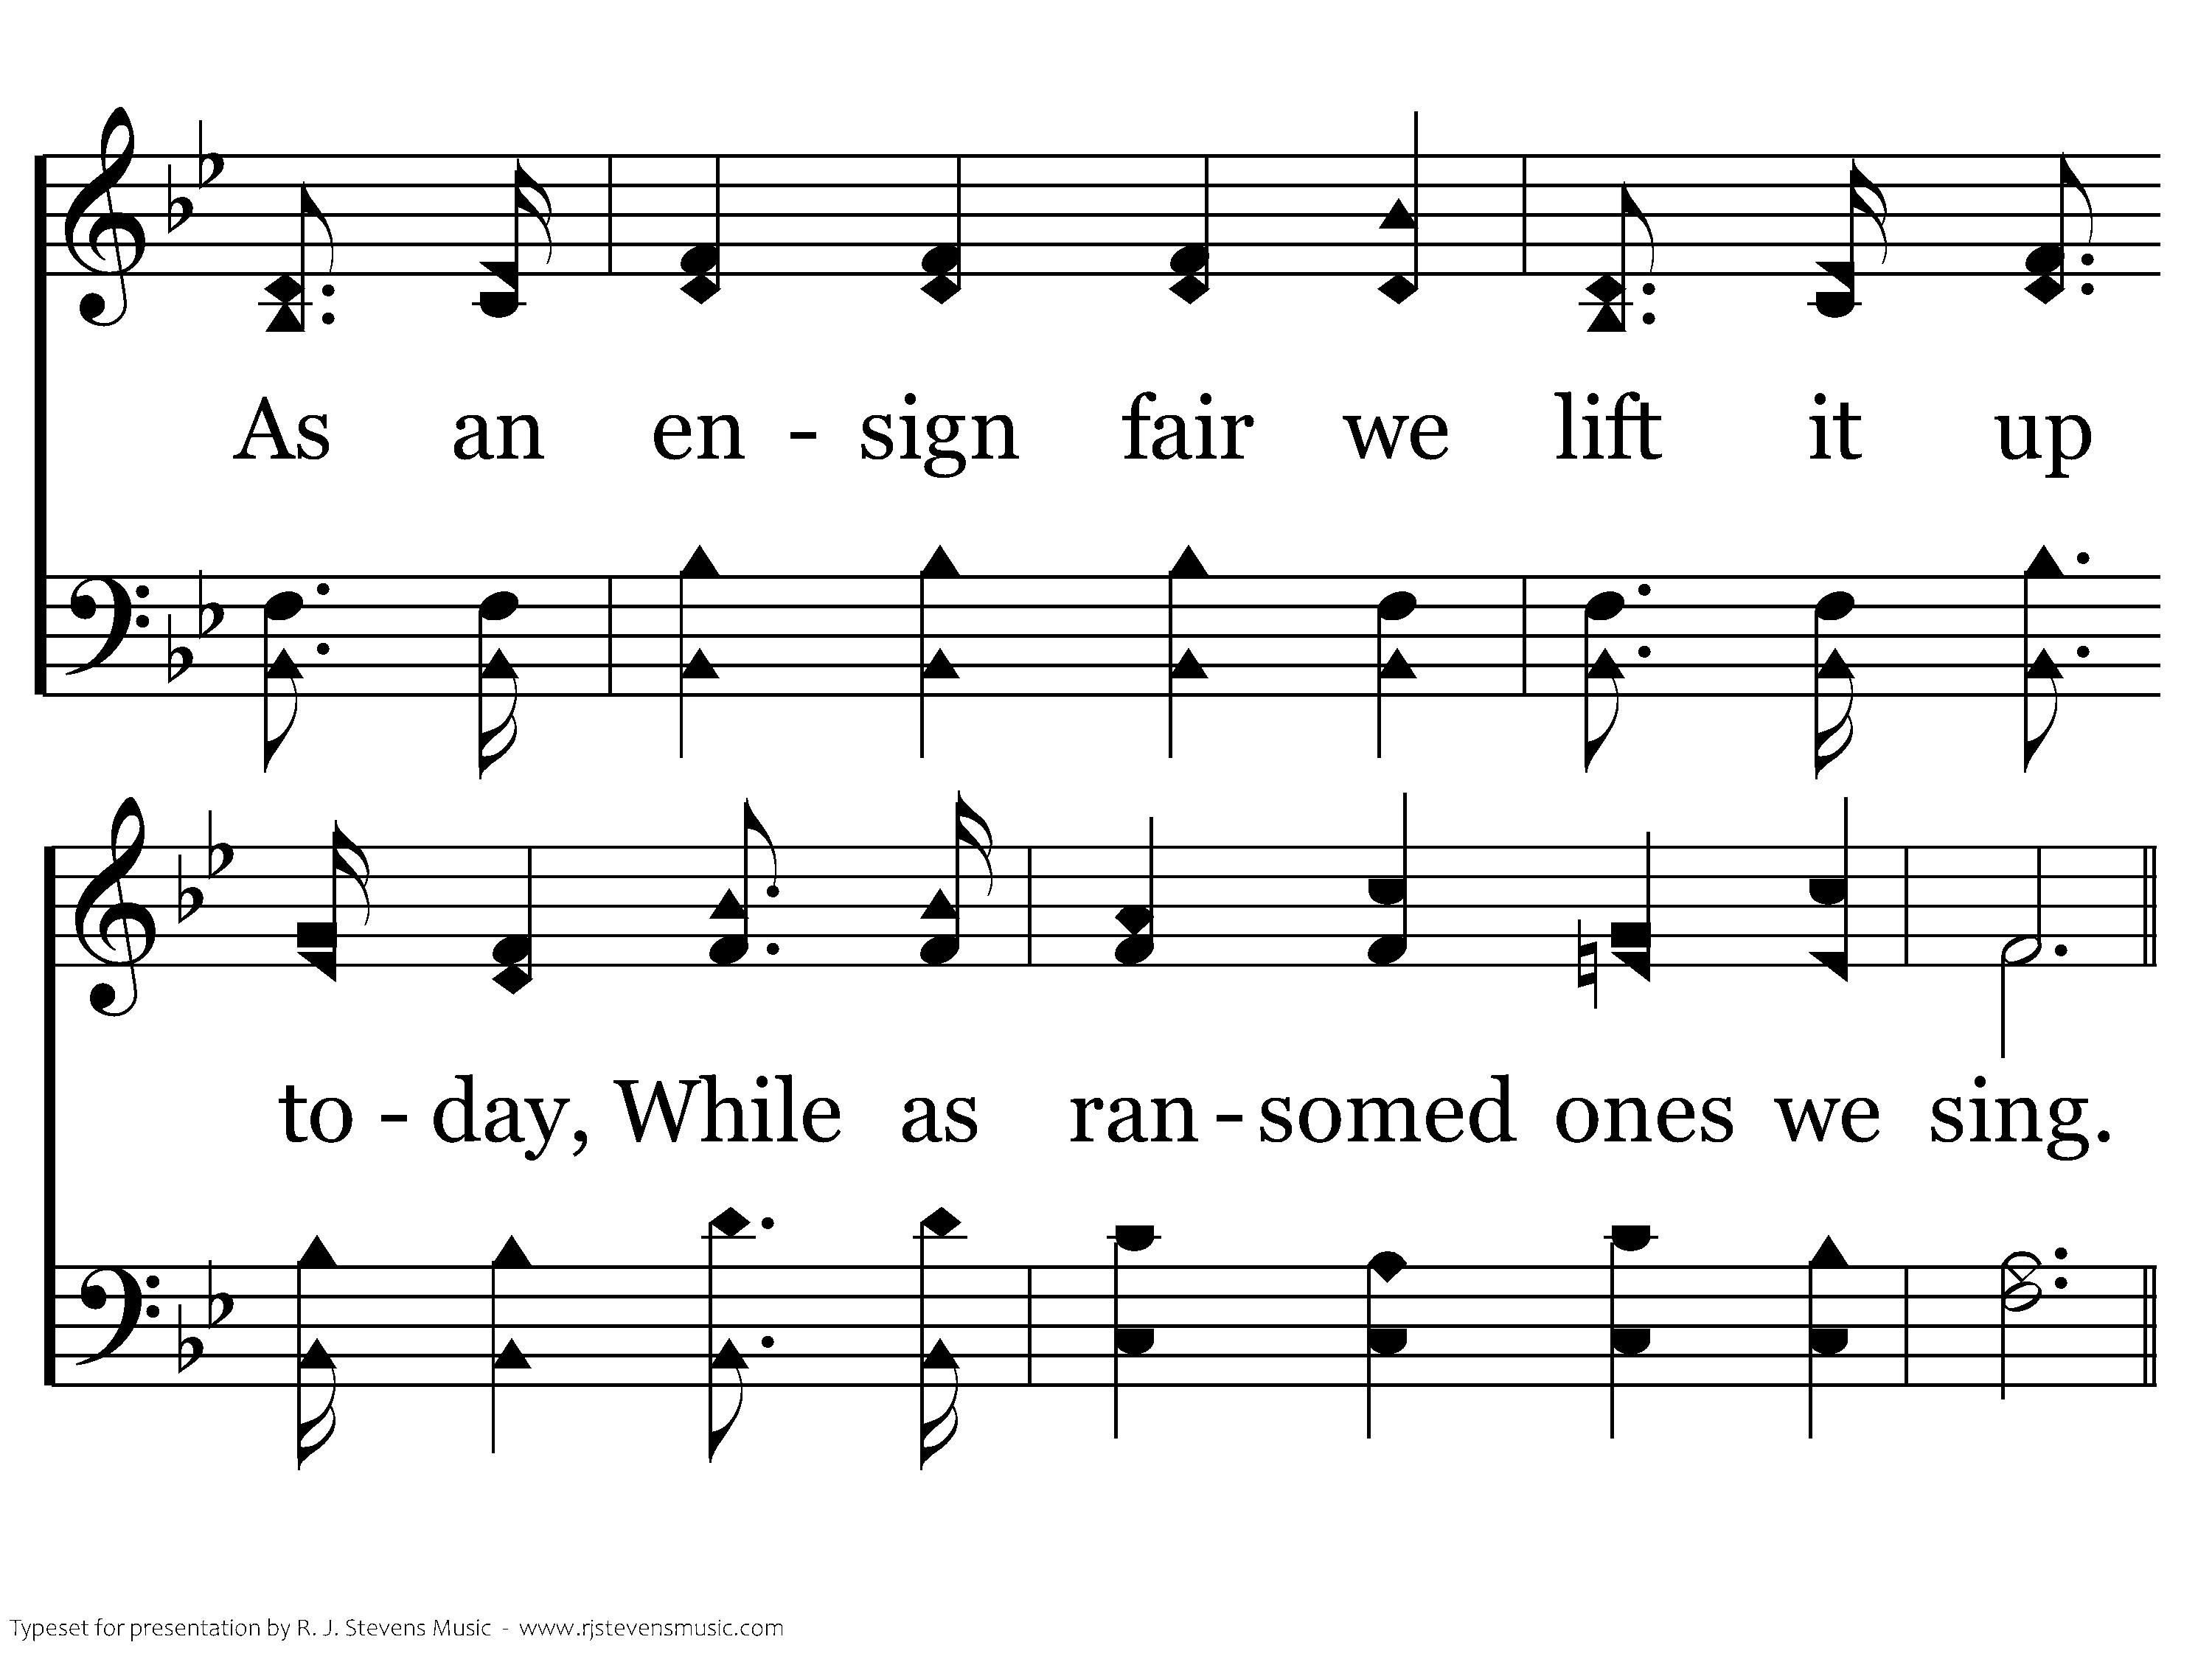 As an en - sign fair we lift it up
to - day, While as ran - somed ones we sing.
Typeset for presentation by R. J. Stevens Music - www.rjstevensmusic.com